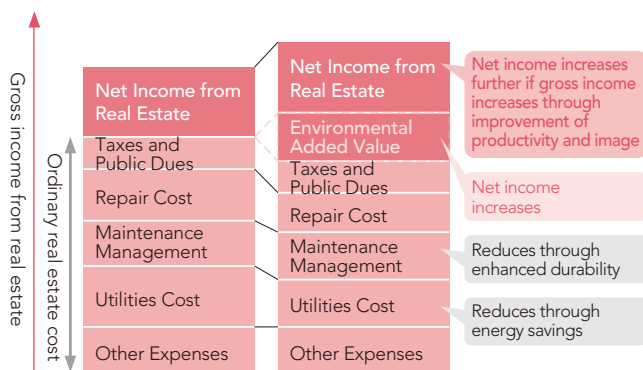 Gross income from real estate
Ordinary real estate cost
Net Income from
Real Estate
Taxes and
Public Dues
Repair Cost
Maintenance
Management
Utilities Cost
Other Expenses
Net Income from
Real Estate
Environmental
Added Value
Taxes and
Public Dues
Repair Cost
Maintenance
Management
Utilities Cost
Other Expenses
Net income increases
further if gross income
increases through
improvement of
productivity and image
Net income
increases
Reduces through
enhanced durability
Reduces through
energy savings